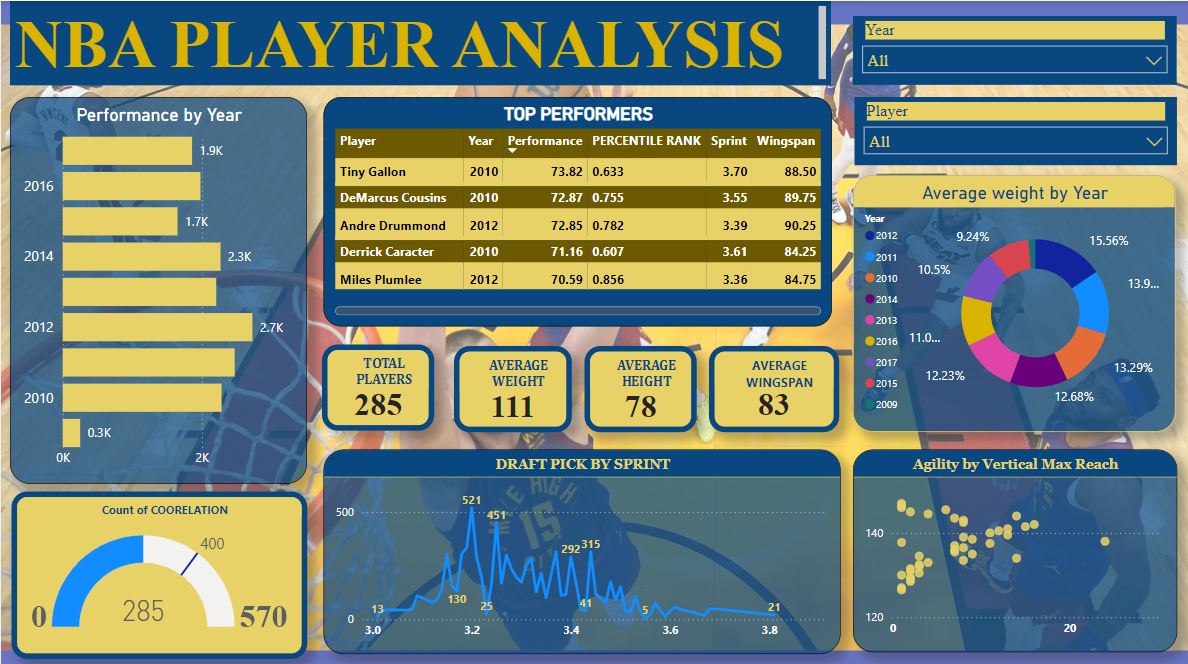 NBA PLAYER ANALYSIS
Year
All
Player
All
Performance by Year
1.9K
2016
1.7K
2014
2.3K
2012
2.7K
2010
0.3K
0K 2K
TOP PERFORMERS
Player Year Performance PERCENTILE RANK Sprint Wingspan
Tiny Gallon 2010 73.82 0.633 3.70 88.50
DeMarcus Cousins 2010 72.87 0.755 3.55 89.75
Andre Drummond 2012 72.85 0.782 3.39 90.25
Derrick Caracter 2010 71.16 0.607 3.61 84.25
Miles Plumlee 2012 70.59 0.856 3.36 84.75
TOTAL
PLAYERS
285
AVERAGE
WEIGHT
111
AVERAGE
HEIGHT
78
AVERAGE
WINGSPAN
83
Average weight by Year
Year
2012
2011
2010
2014
2013
2016
2017
2015
2009
15.56%
13.9...
13.29%
12.68%
12.23%
11.0...
10.5%
9.24%
Count of COORELATION
400
0
285
570
DRAFT PICK BY SPRINT
500
0
13
130
521
451
25
292
315
41
5
21
3.0 3.2 3.4 3.6 3.8
HIGH
15
Agility by Vertical Max Reach
140
120
0 20